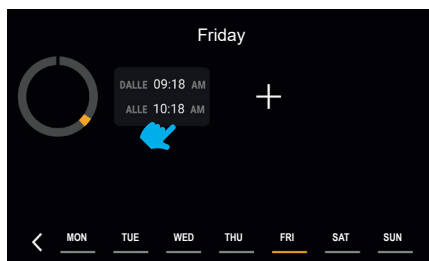 Friday
DALLE 09:18 AM
ALLE 10:18 AM
MON TUE WED THU FRI SAT SUN